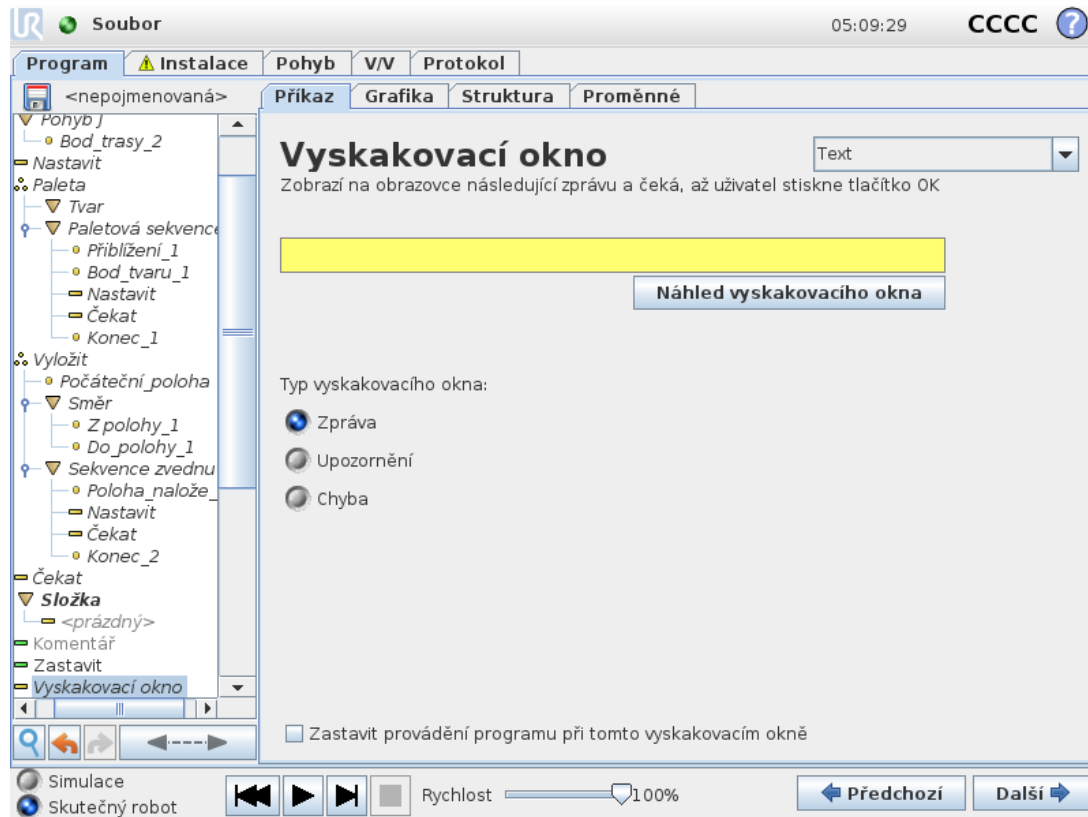 UR Soubor 05:09:29 CCCC ?
Program Instalace Pohyb V/V Protokol
<nepojmenovaná> Příkaz Grafika Struktura Proměnné
Pohyb J
Bod_trasy_2
Nastavit
Paleta
Tvar
Paletová sekvence
Přiblížení_1
Bod_tvaru_1
Nastavit
Čekat
Konec_1
Vyložit
Počáteční_poloha
Směr
Z polohy_1
Do_polohy_1
Sekvence zvednu
Poloha_nalože_
Nastavit
Čekat
Konec_2
Čekat
Složka
<prázdný>
Komentář
Zastavit
Vyskakovací okno
Vyskakovací okno Text
Zobrazí na obrazovce následující zprávu a čeká, až uživatel stiskne tlačítko OK
Náhled vyskakovacího okna
Typ vyskakovacího okna:
Zpráva
Upozornění
Chyba
Zastavit provádění programu při tomto vyskakovacím okně
Simulace
Skutečný robot
Rychlost 100% Předchozí Další